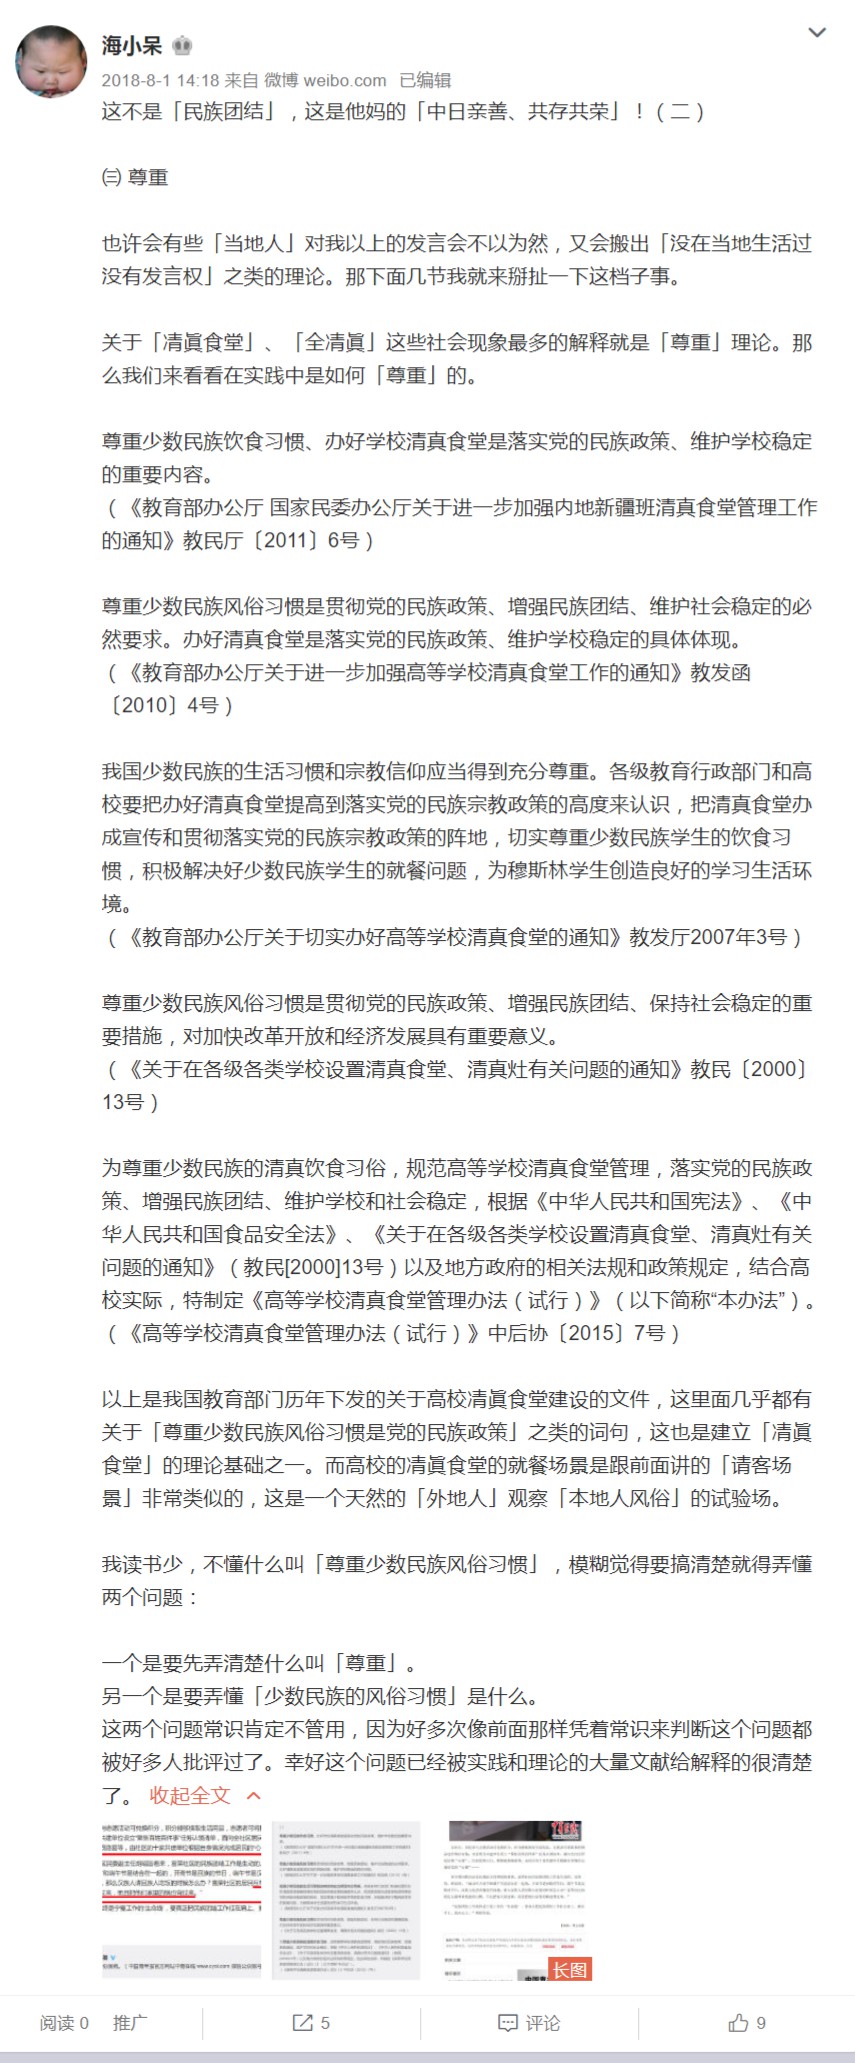 海小呆
2018-8-1 14:18 来自 微博 weibo.com 已编辑
这不是「民族团结」，这是他妈的「中日亲善、共存共荣」！（二）
㈢ 尊重
也许会有些「当地人」对我以上的发言会不以为然，又会搬出「没在当地生活过
没有发言权」之类的理论。那下面几节我就来掰扯一下这档子事。
关于「凊眞食堂」、「全凊眞」这些社会现象最多的解释就是「尊重」理论。那
么我们来看看在实践中是如何「尊重」的。
尊重少数民族饮食习惯、办好学校清真食堂是落实党的民族政策、维护学校稳定
的重要内容。
（《教育部办公厅 国家民委办公厅关于进一步加强内地新疆班清真食堂管理工作
的通知》教民厅〔2011〕6号）
尊重少数民族风俗习惯是贯彻党的民族政策、增强民族团结、维护社会稳定的必
然要求。办好清真食堂是落实党的民族政策、维护学校稳定的具体体现。
（《教育部办公厅关于进一步加强高等学校清真食堂工作的通知》教发函
〔2010〕4号）
我国少数民族的生活习惯和宗教信仰应当得到充分尊重。各级教育行政部门和高
校要把办好清真食堂提高到落实党的民族宗教政策的高度来认识，把清真食堂办
成宣传和贯彻落实党的民族宗教政策的阵地，切实尊重少数民族学生的饮食习
惯，积极解决好少数民族学生的就餐问题，为穆斯林学生创造良好的学习生活环
境。
（《教育部办公厅关于切实办好高等学校清真食堂的通知》教发厅2007年3号）
尊重少数民族风俗习惯是贯彻党的民族政策、增强民族团结、保持社会稳定的重
要措施，对加快改革开放和经济发展具有重要意义。
（《关于在各级各类学校设置清真食堂、清真灶有关问题的通知》教民〔2000〕
13号）
为尊重少数民族的清真饮食习俗，规范高等学校清真食堂管理，落实党的民族政
策、增强民族团结、维护学校和社会稳定，根据《中华人民共和国宪法》、《中
华人民共和国食品安全法》、《关于在各级各类学校设置清真食堂、清真灶有关
问题的通知》（教民[2000]13号）以及地方政府的相关法规和政策规定，结合高
校实际，特制定《高等学校清真食堂管理办法（试行）》（以下简称“本办法”）。
（《高等学校清真食堂管理办法（试行）》中后协〔2015〕7号）
以上是我国教育部门历年下发的关于高校凊眞食堂建设的文件，这里面几乎都有
关于「尊重少数民族风俗习惯是党的民族政策」之类的词句，这也是建立「凊眞
食堂」的理论基础之一。而高校的凊眞食堂的就餐场景是跟前面讲的「请客场
景」非常类似的，这是一个天然的「外地人」观察「本地人风俗」的试验场。
我读书少，不懂什么叫「尊重少数民族风俗习惯」，模糊觉得要搞清楚就得弄懂
两个问题：
一个是要先弄清楚什么叫「尊重」。
另一个是要弄懂「少数民族的风俗习惯」是什么。
这两个问题常识肯定不管用，因为好多次像前面那样凭着常识来判断这个问题都
被好多人批评过了。幸好这个问题已经被实践和理论的大量文献给解释的很清楚
了。 收起全文
长图
阅读 0 推广 5 评论 9